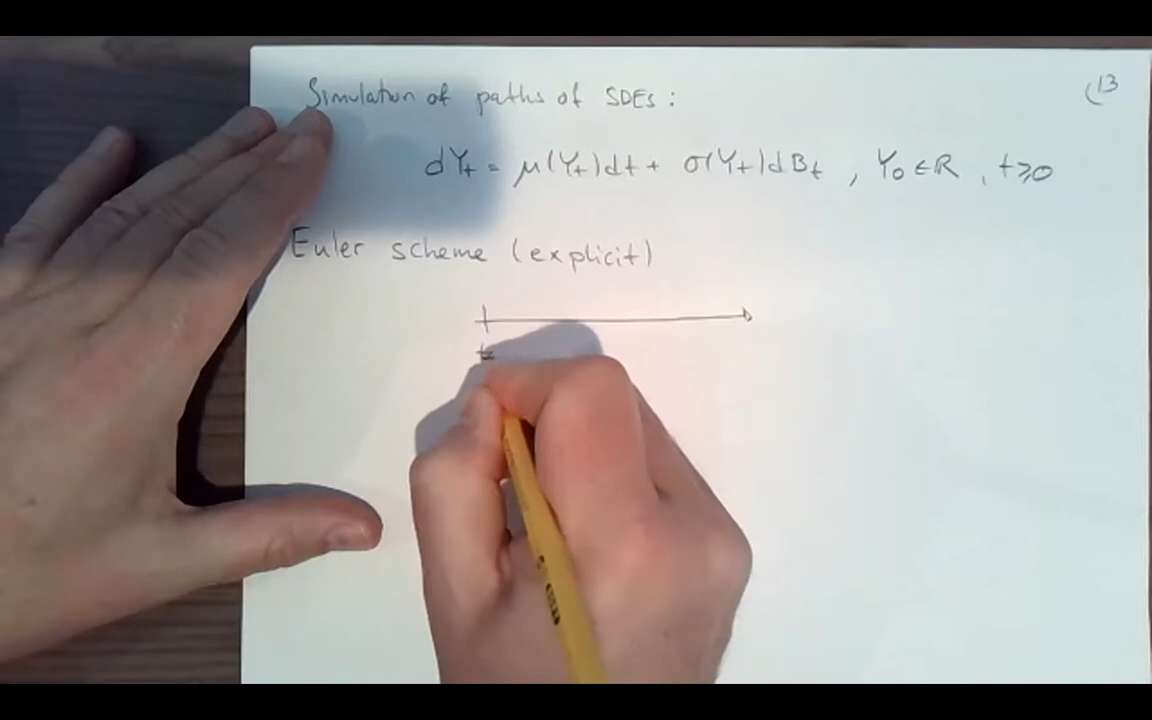 Simulation of paths of SDEs :
(13
dYt = μ(Yt)dt + σ(Yt)dBt , Y0 ∈ R , t ≥ 0
Euler scheme (explicit)